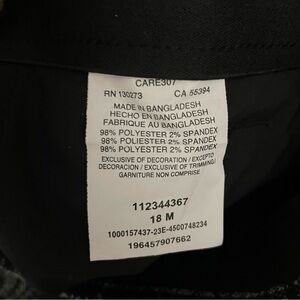 CARE307
RN 130273 CA 55394
MADE IN BANGLADESH
HECHO EN BANGLADESH
FABRIQUE AU BANGLADESH
98% POLYESTER 2% SPANDEX
98% POLYESTER 2% SPANDEX
98% POLYESTER 2% SPANDEX
EXCLUSIVE OF DECORATION / EXCEPTO
DECORACION / EXCLUSIVE OF TRIMMING/
GARNITURE NON COMPRISE
112344367
18 M
1000157437-23E-4500748234
196457907662